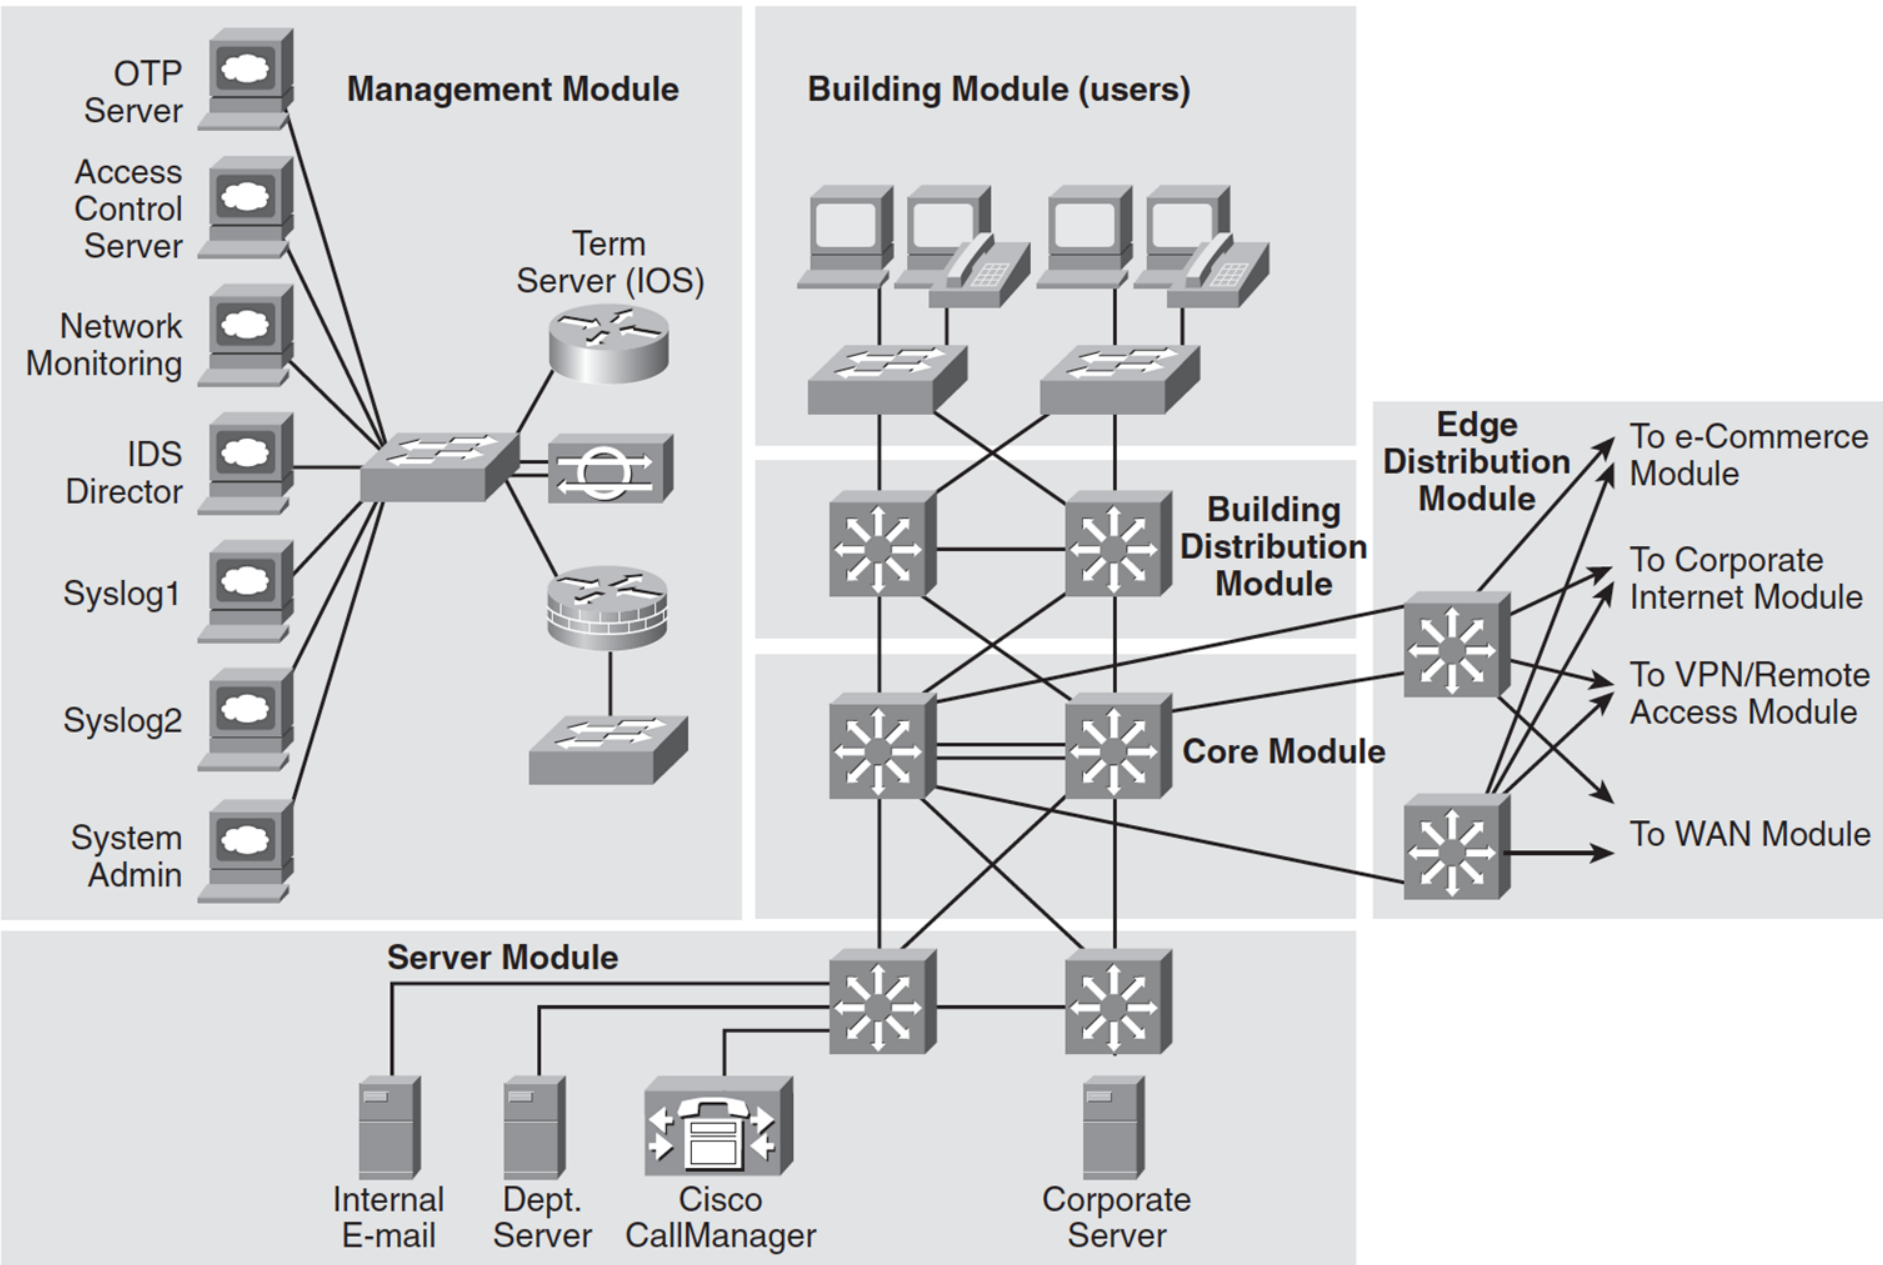 Management Module
OTP
Server
Access
Control
Server
Network
Monitoring
IDS
Director
Syslog1
Syslog2
System
Admin
Term
Server (IOS)
Building Module (users)
Building
Distribution
Module
Core Module
Edge
Distribution
Module
To e-Commerce
Module
To Corporate
Internet Module
To VPN/Remote
Access Module
To WAN Module
Server Module
Internal
E-mail
Dept.
Server
Cisco
CallManager
Corporate
Server